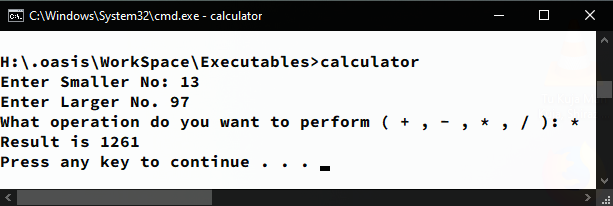 C:\Windows\System32\cmd.exe - calculator
H:\.oasis\WorkSpace\Executables>calculator
Enter Smaller No: 13
Enter Larger No. 97
What operation do you want to perform ( + , - , * , / ): *
Result is 1261
Press any key to continue . . .